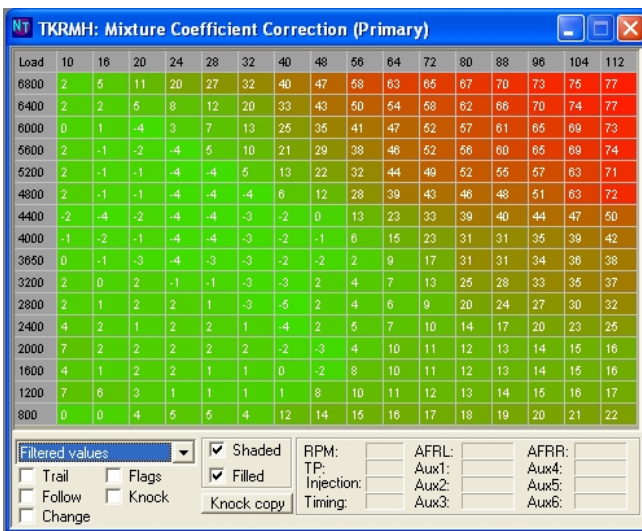 NT TKRMH: Mixture Coefficient Correction (Primary)
Load 10 16 20 24 28 32 40 48 56 64 72 80 88 96 104 112
6800 2 5 11 20 27 32 40 47 58 63 65 67 70 73 75 77
6400 2 2 5 8 12 20 33 43 50 54 58 62 66 70 74 77
6000 0 1 -4 3 7 13 25 35 41 47 52 57 61 65 69 73
5600 2 -1 -2 -4 5 10 21 29 38 46 52 56 60 65 69 74
5200 2 -1 -1 -4 -4 5 13 22 32 44 49 52 55 57 63 71
4800 2 -1 -1 -4 -4 -4 6 12 28 39 43 46 48 51 63 72
4400 -2 -4 -2 -4 -4 -3 -2 0 13 23 33 39 40 44 47 50
4000 -1 -2 -1 -4 -4 -3 -2 -1 6 15 23 31 31 35 39 42
3650 0 -1 -3 -4 -3 -3 -2 -2 2 9 17 31 31 34 36 38
3200 2 0 2 -1 -1 -3 -3 2 4 7 13 25 28 33 35 37
2800 2 1 2 2 1 -3 -5 2 4 6 9 20 24 27 30 32
2400 4 2 1 2 2 1 -4 2 5 7 10 14 17 20 23 25
2000 7 2 2 2 2 2 -2 -3 4 10 11 12 13 14 15 16
1600 4 1 2 2 1 1 0 -2 8 10 11 12 13 14 15 16
1200 7 6 3 1 1 1 1 8 10 11 12 13 14 15 16 17
800 0 0 4 5 5 4 12 14 15 16 17 18 19 20 21 22
Filtered values
Trail Flags
Follow Knock
Change
Shaded
Filled
Knock copy
RPM: AFRL: AFRR:
TP: Aux1: Aux4:
Injection: Aux2: Aux5:
Timing: Aux3: Aux6: